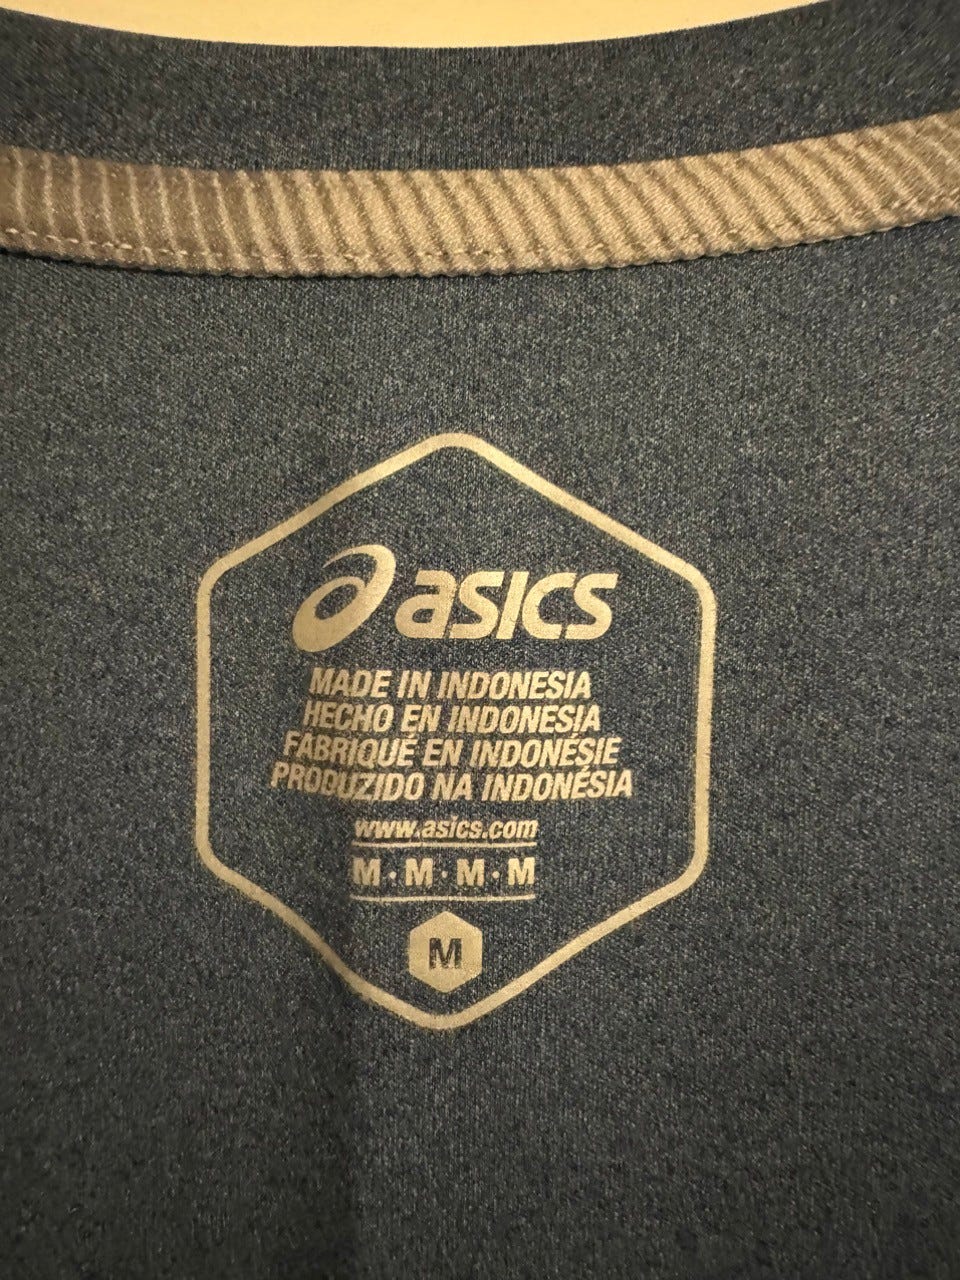 asics
MADE IN INDONESIA
HECHO EN INDONESIA
FABRIQUÉ EN INDONÉSIE
PRODUZIDO NA INDONÉSIA
www.asics.com
M · M · M · M
M